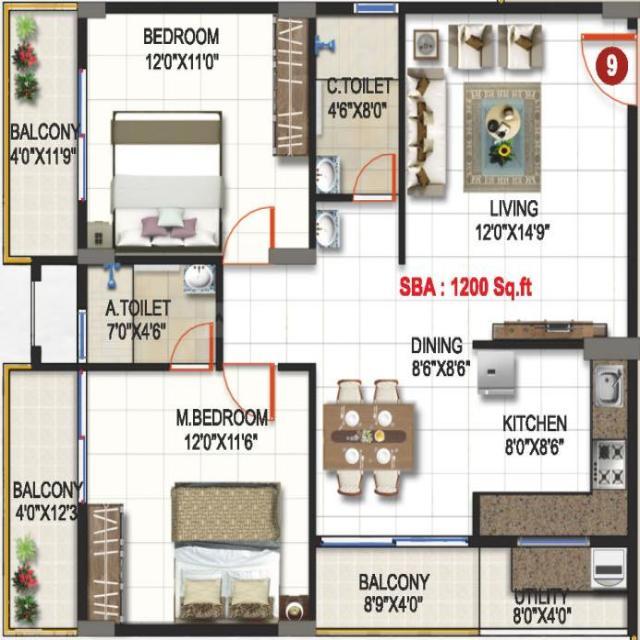 BEDROOM
12'0"X11'0"
9
C.TOILET
4'6"X8'0"
BALCONY
4'0"X11'9"
LIVING
12'0"X14'9"
SBA : 1200 Sq.ft
A.TOILET
7'0"X4'6"
DINING
8'6"X8'6"
M.BEDROOM
12'0"X11'6"
KITCHEN
8'0"X8'6"
BALCONY
4'0"X12'3
BALCONY
8'9"X4'0"
UTILITY
8'0"X4'0"